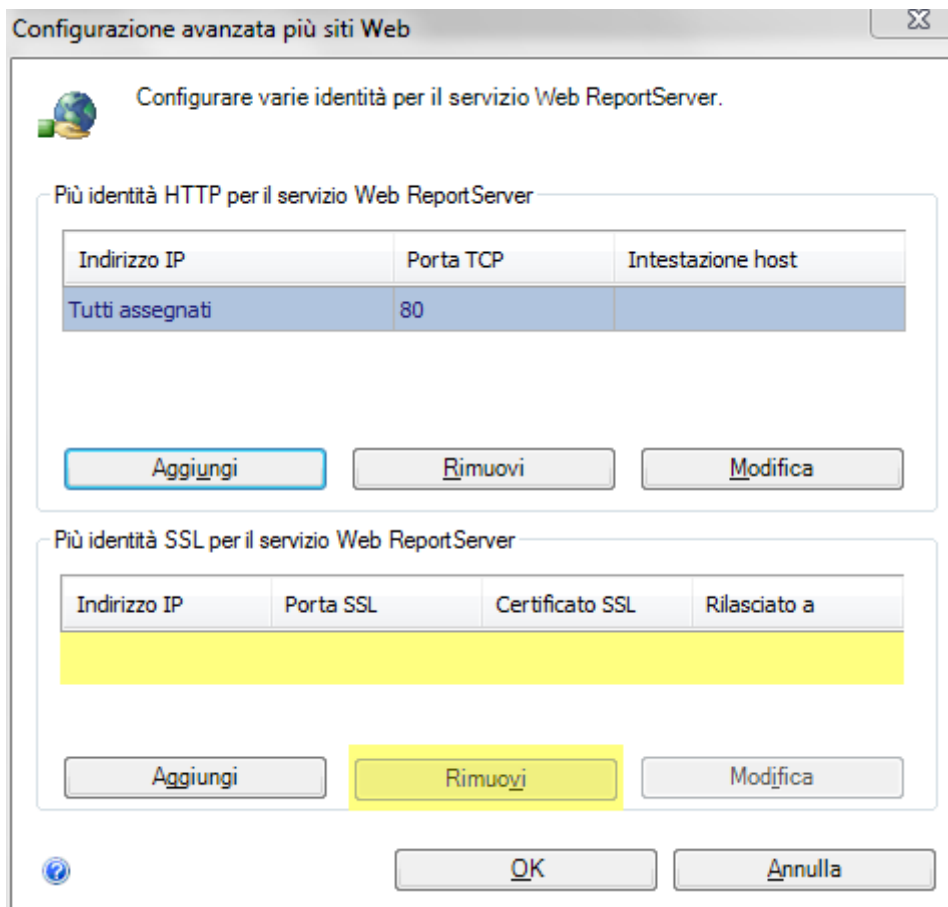 Configurazione avanzata più siti Web
Configurare varie identità per il servizio Web ReportServer.
Più identità HTTP per il servizio Web ReportServer
Indirizzo IP Porta TCP Intestazione host
Tutti assegnati 80
Aggiungi Rimuovi Modifica
Più identità SSL per il servizio Web ReportServer
Indirizzo IP Porta SSL Certificato SSL Rilasciato a
Aggiungi Rimuovi Modifica
OK Annulla